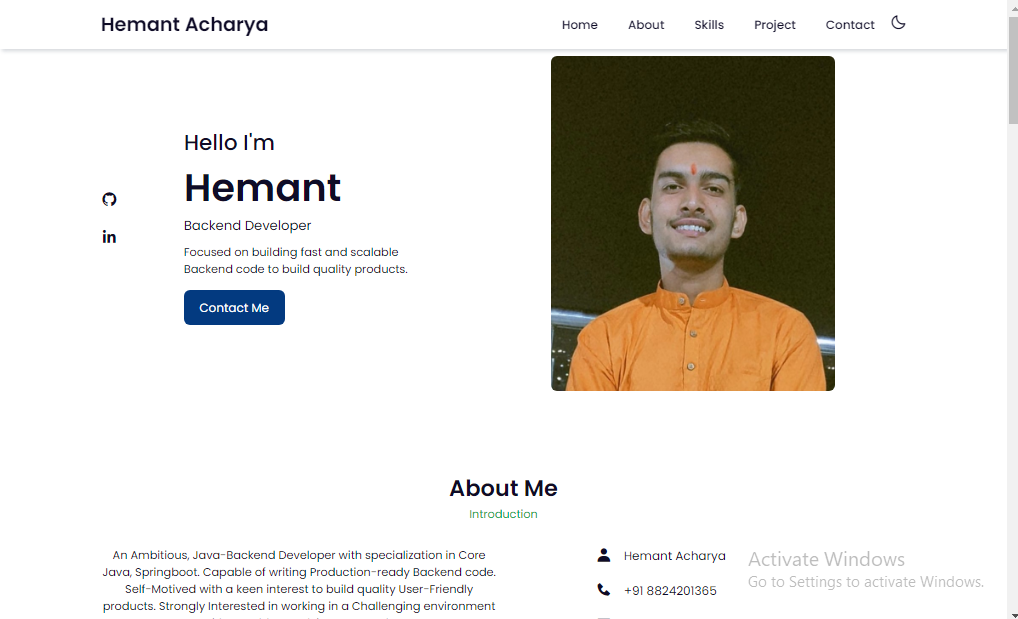 Hemant Acharya
Home About Skills Project Contact
Hello I'm
Hemant
Backend Developer
Focused on building fast and scalable
Backend code to build quality products.
Contact Me
About Me
Introduction
An Ambitious, Java-Backend Developer with specialization in Core
Java, Springboot. Capable of writing Production-ready Backend code.
Self-Motived with a keen interest to build quality User-Friendly
products. Strongly Interested in working in a Challenging environment
Hemant Acharya
+91 8824201365
Activate Windows
Go to Settings to activate Windows.